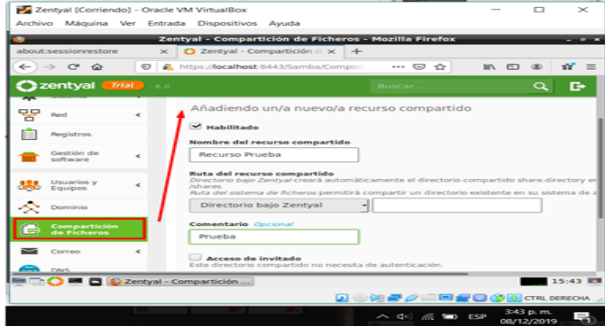 Zentyal [Corriendo] - Oracle VM VirtualBox
Archivo Máquina Ver Entrada Dispositivos Ayuda
Zentyal - Compartición de Ficheros - Mozilla Firefox
about:sessionrestore
Zentyal - Compartición d
https://localhost:8443/Samba/Compo
zentyal Trial 6.0
Buscar...
Sistema
Red
Registros
Gestión de software
Usuarios y Equipos
Dominio
Compartición de Ficheros
Correo
DNS
Añadiendo un/a nuevo/a recurso compartido
Habilitado
Nombre del recurso compartido
Recurso Prueba
Ruta del recurso compartido
Directorio bajo Zentyal creará automáticamente el directorio compartido share.directory en
/shares
Ruta del sistema de ficheros permitirá compartir un directorio existente en su sistema de a
Directorio bajo Zentyal
Comentario Opcional
Prueba
Acceso de invitado
Este directorio compartido no necesita de autenticación.
Zentyal - Compartición ...
15:43
CTRL DERECHA
ESP
3:43 p. m.
08/12/2019